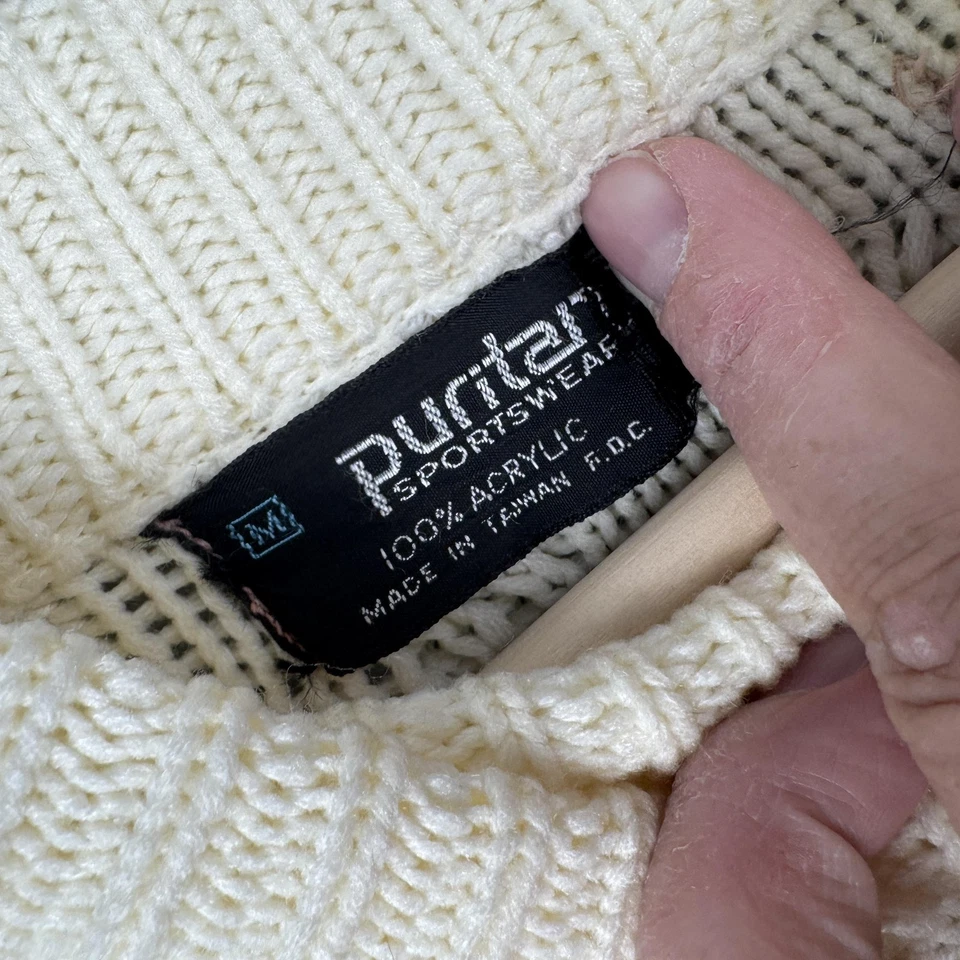 M
puritan
SPORTSWEAR
100% ACRYLIC
MADE IN TAIWAN R.O.C.